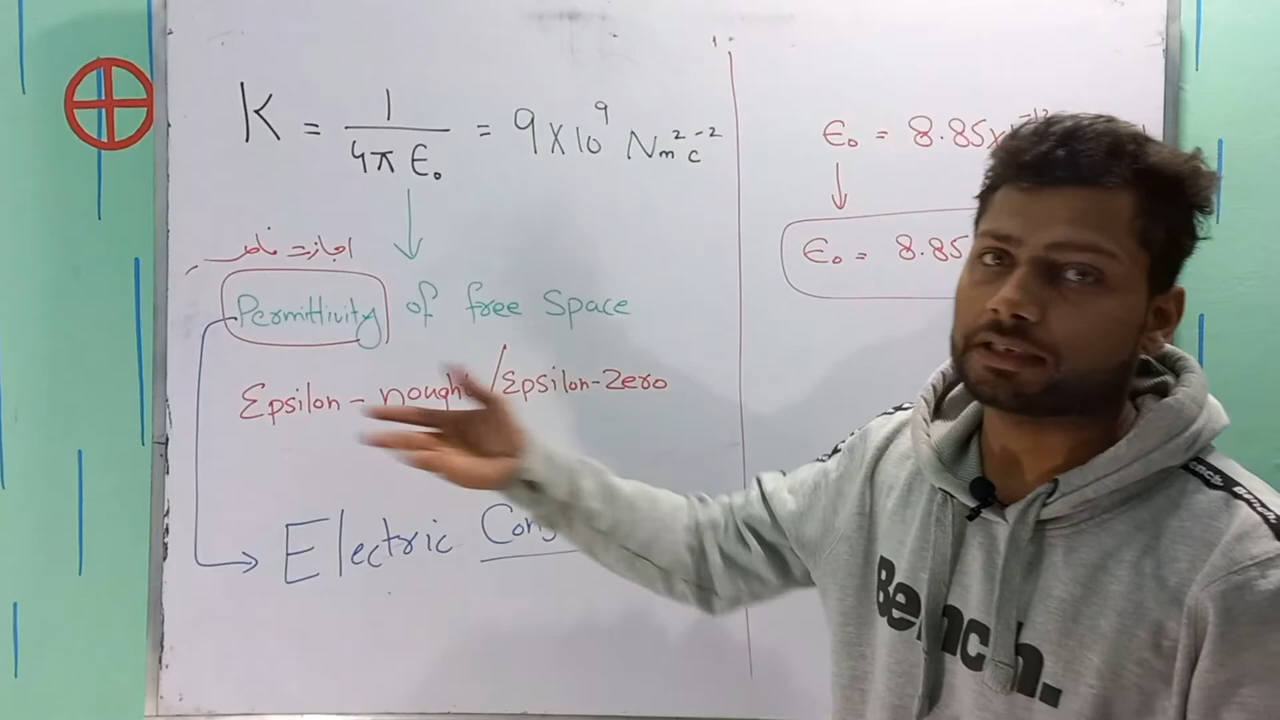 K = 1/4π ε₀ = 9×10⁹ Nm²c⁻²
اجازت نامہ
Permittivity of free Space
Epsilon - nought / Epsilon-Zero
Electric
ε₀ = 8.85×
ε₀ = 8.85
Bench.